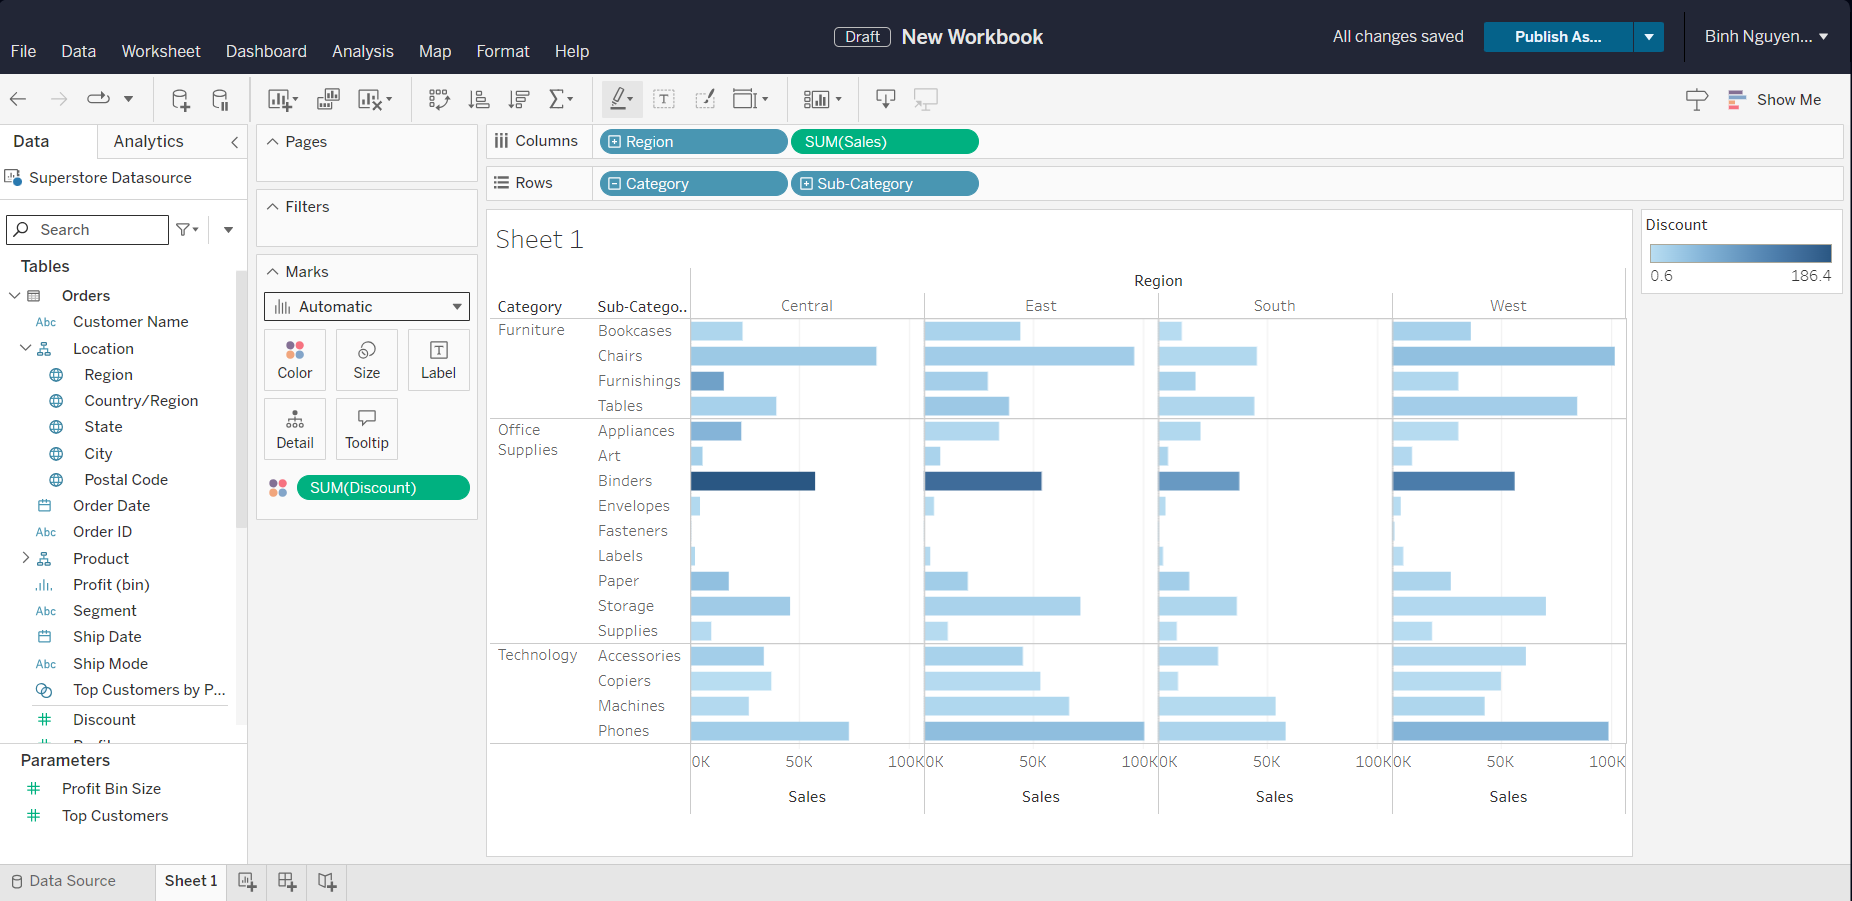 Draft New Workbook
File Data Worksheet Dashboard Analysis Map Format Help
All changes saved
Publish As...
Binh Nguyen...
Show Me
Data Analytics
Superstore Datasource
Search
Tables
Orders
Abc Customer Name
Location
Region
Country/Region
State
City
Postal Code
Order Date
Abc Order ID
Product
Profit (bin)
Abc Segment
Ship Date
Abc Ship Mode
Top Customers by P...
Discount
Parameters
Profit Bin Size
Top Customers
Pages
Filters
Marks
Automatic
Color Size Label
Detail Tooltip
SUM(Discount)
Columns Region SUM(Sales)
Rows Category Sub-Category
Sheet 1
Region
Category Sub-Catego.. Central East South West
Furniture Bookcases
Chairs
Furnishings
Tables
Office Supplies Appliances
Art
Binders
Envelopes
Fasteners
Labels
Paper
Storage
Supplies
Technology Accessories
Copiers
Machines
Phones
0K 50K 100K 0K 50K 100K 0K 50K 100K 0K 50K 100K
Sales Sales Sales Sales
Discount
0.6 186.4
Data Source Sheet 1